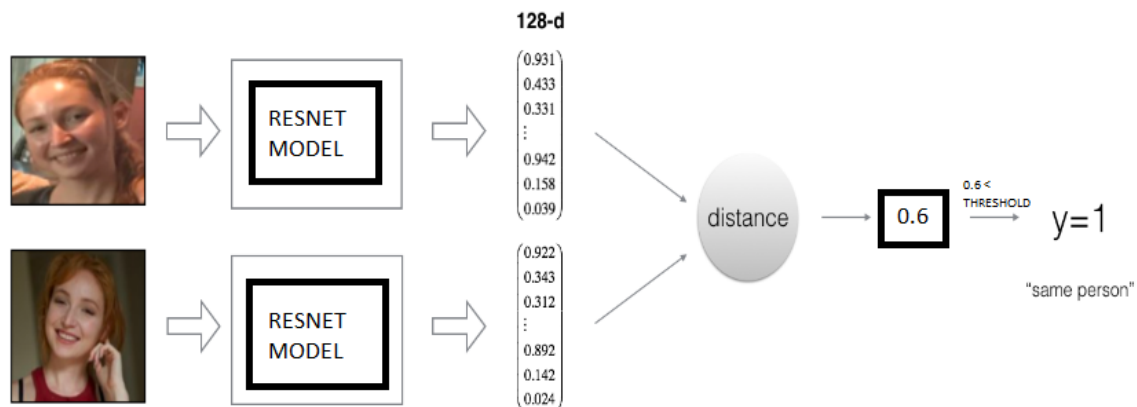 128-d
0.931
0.433
0.331
⋮
0.942
0.158
0.039
RESNET
MODEL
0.922
0.343
0.312
⋮
0.892
0.142
0.024
RESNET
MODEL
distance
0.6
0.6 <
THRESHOLD
y=1
“same person”